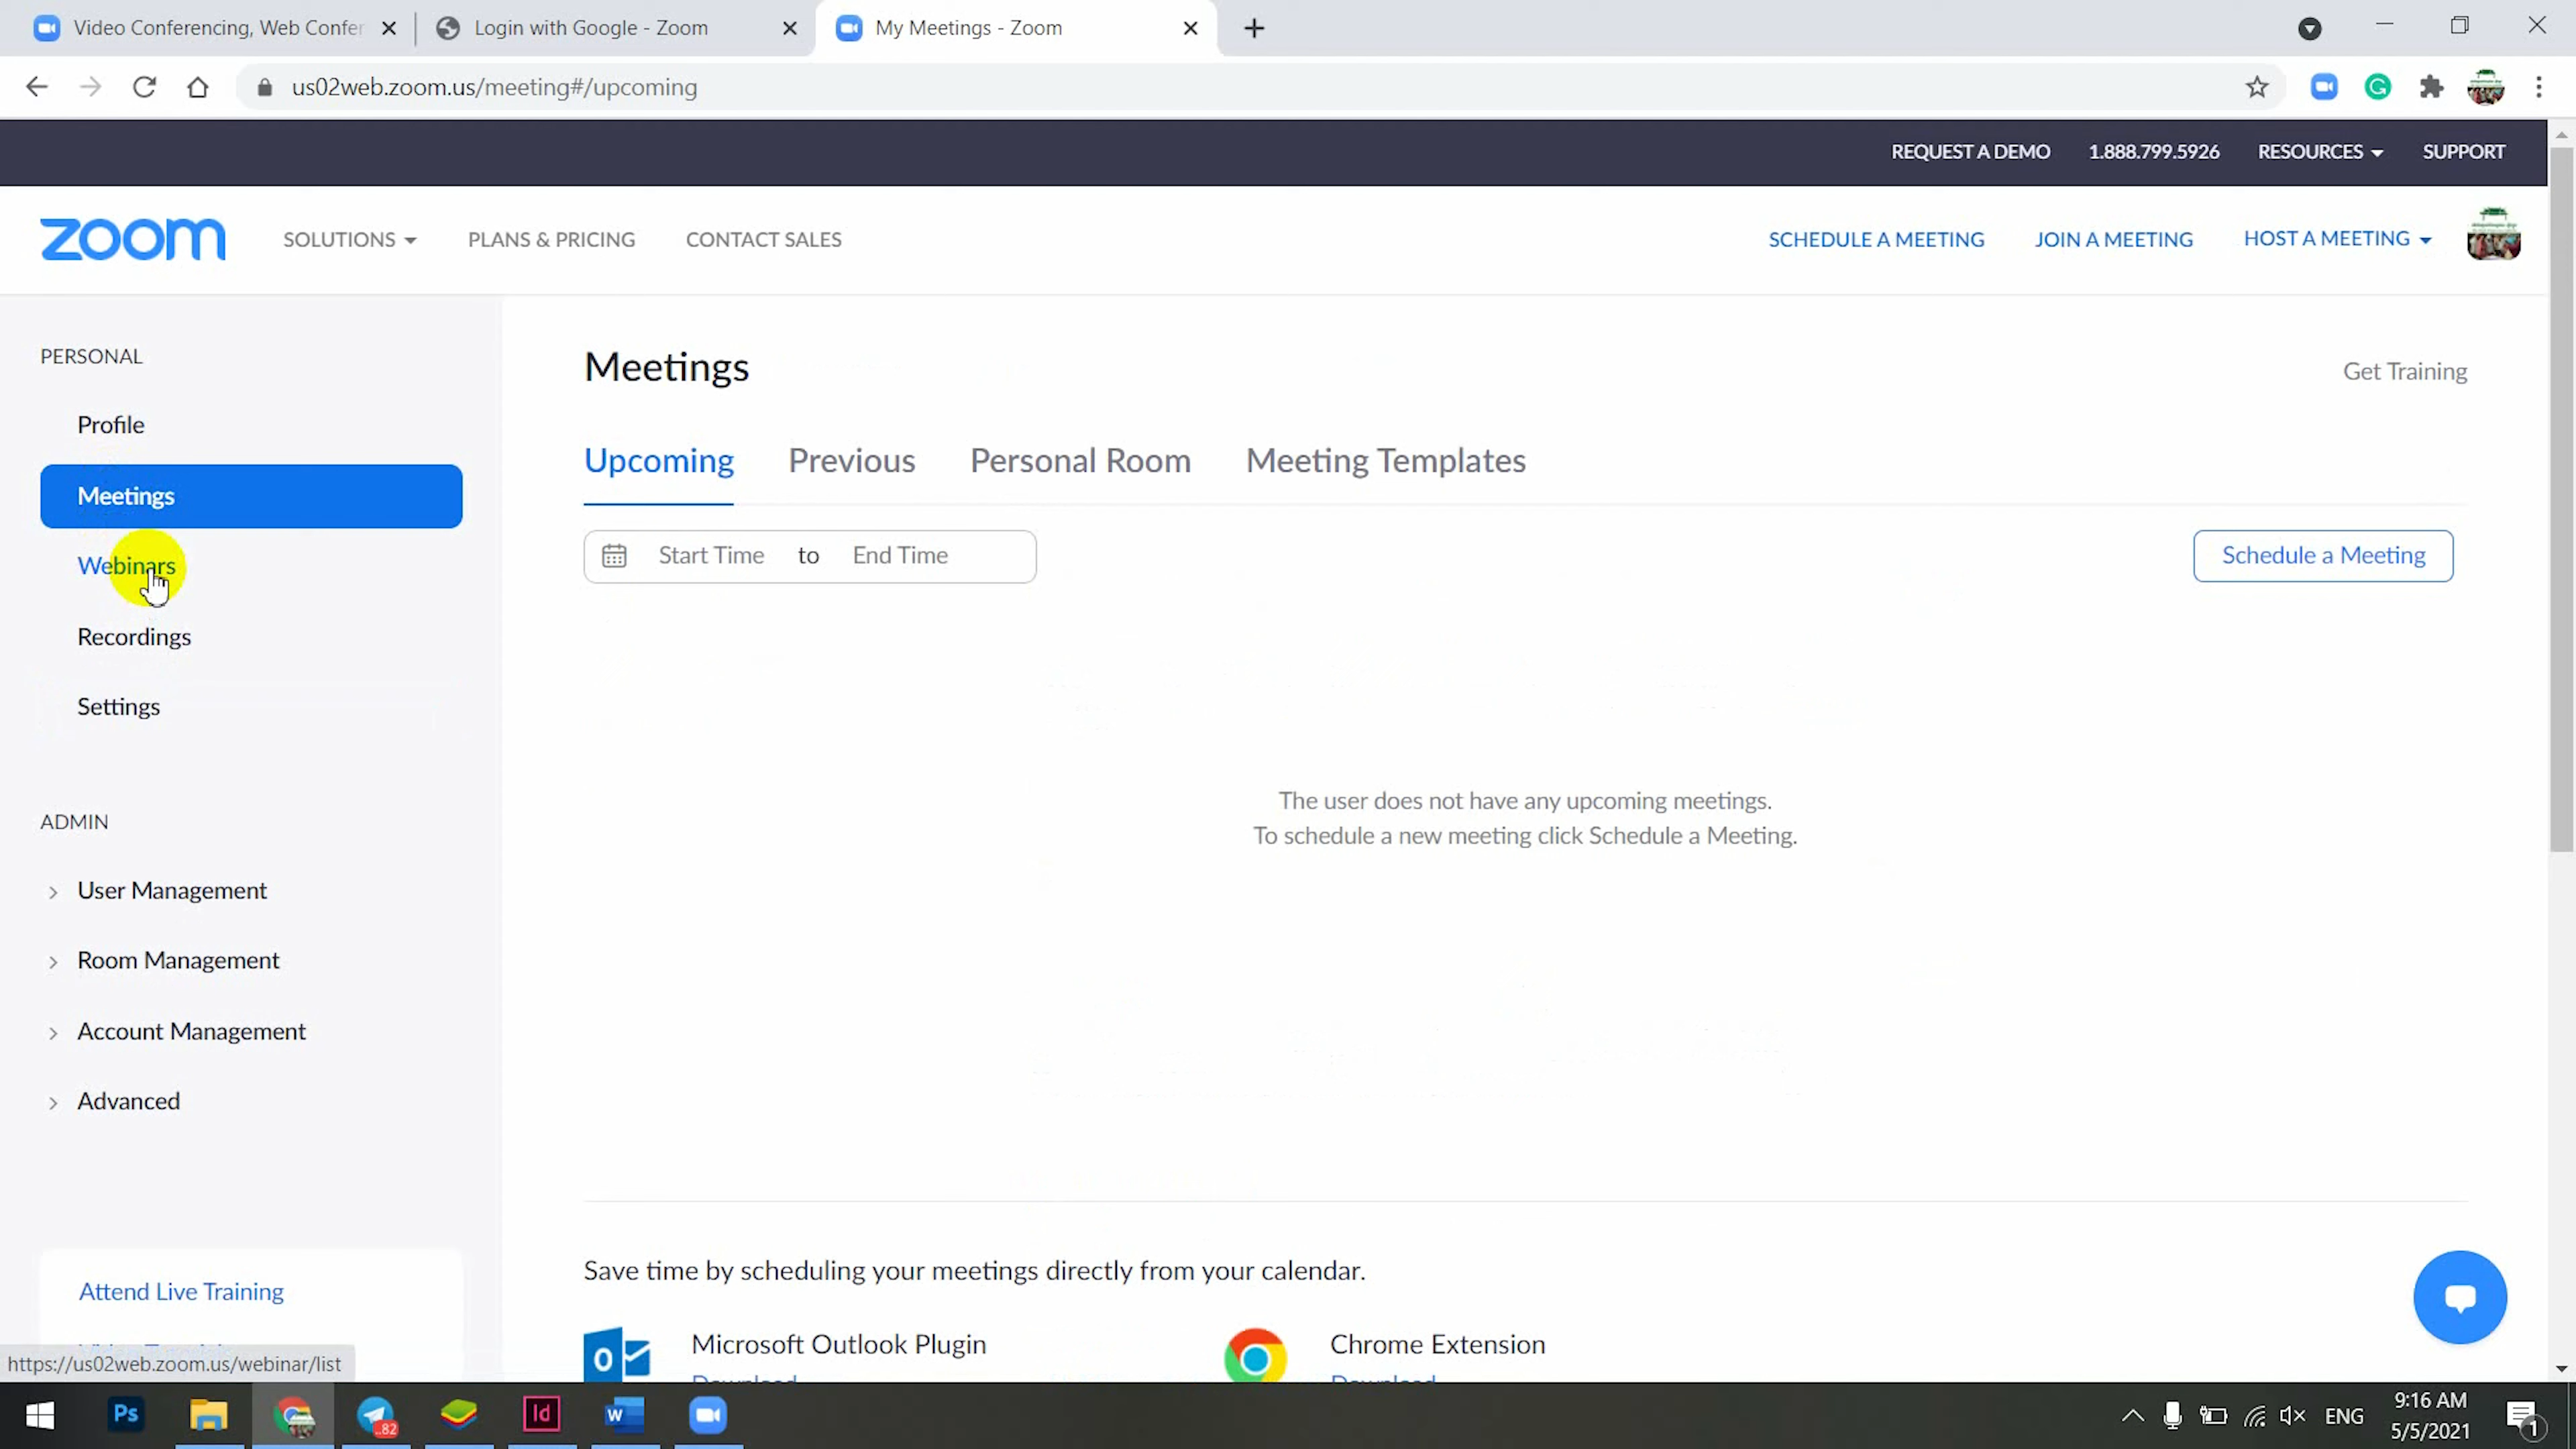 Video Conferencing, Web Confer
Login with Google - Zoom
My Meetings - Zoom
us02web.zoom.us/meeting#/upcoming
REQUEST A DEMO 1.888.799.5926 RESOURCES SUPPORT
zoom SOLUTIONS PLANS & PRICING CONTACT SALES SCHEDULE A MEETING JOIN A MEETING HOST A MEETING
PERSONAL
Profile
Meetings
Webinars
Recordings
Settings
ADMIN
User Management
Room Management
Account Management
Advanced
Attend Live Training
https://us02web.zoom.us/webinar/list
Meetings
Get Training
Upcoming Previous Personal Room Meeting Templates
Start Time to End Time
Schedule a Meeting
The user does not have any upcoming meetings.
To schedule a new meeting click Schedule a Meeting.
Save time by scheduling your meetings directly from your calendar.
Microsoft Outlook Plugin
Download
Chrome Extension
Download
Ps
..82
Id
W
ENG
9:16 AM
5/5/2021
1